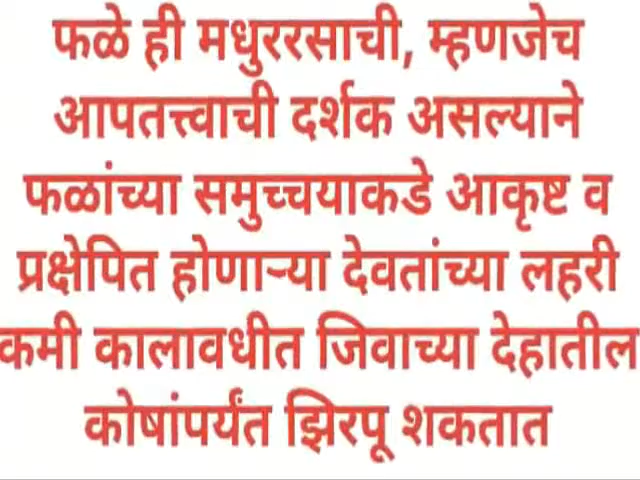 फळे ही मधुररसाची, म्हणजेच
आपतत्त्वाची दर्शक असल्याने
फळांच्या समुच्चयाकडे आकृष्ट व
प्रक्षेपित होणाऱ्या देवतांच्या लहरी
कमी कालावधीत जिवाच्या देहातील
कोषांपर्यंत झिरपू शकतात